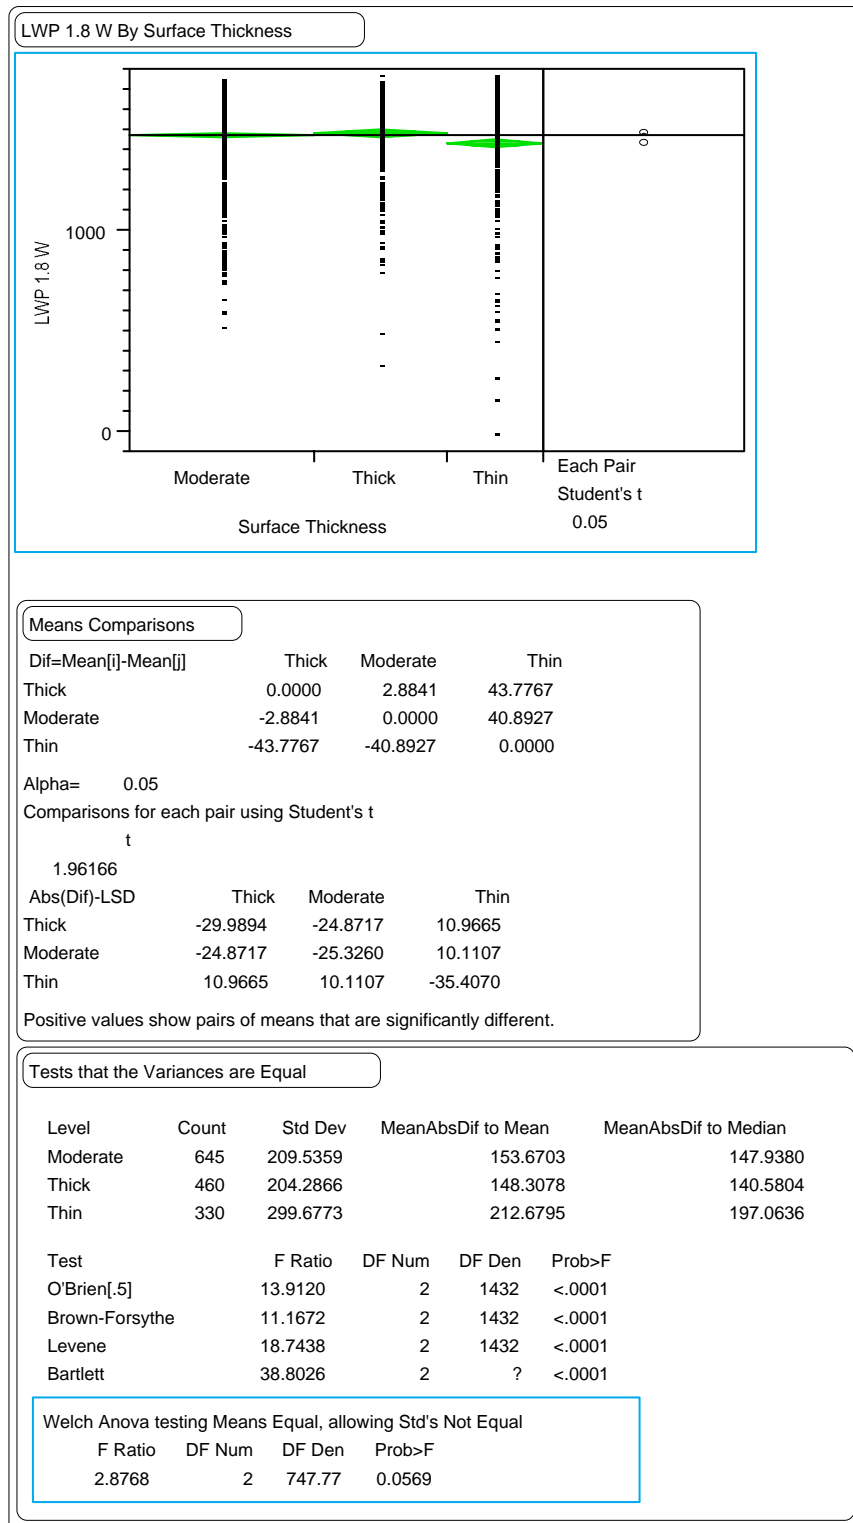 LWP 1.8 W By Surface Thickness
1000
0
LWP 1.8 W
Moderate Thick Thin
Each Pair
Student's t
0.05
Surface Thickness
Means Comparisons
Dif=Mean[i]-Mean[j] Thick Moderate Thin
Thick 0.0000 2.8841 43.7767
Moderate -2.8841 0.0000 40.8927
Thin -43.7767 -40.8927 0.0000
Alpha= 0.05
Comparisons for each pair using Student's t
t
1.96166
Abs(Dif)-LSD Thick Moderate Thin
Thick -29.9894 -24.8717 10.9665
Moderate -24.8717 -25.3260 10.1107
Thin 10.9665 10.1107 -35.4070
Positive values show pairs of means that are significantly different.
Tests that the Variances are Equal
Level Count Std Dev MeanAbsDif to Mean MeanAbsDif to Median
Moderate 645 209.5359 153.6703 147.9380
Thick 460 204.2866 148.3078 140.5804
Thin 330 299.6773 212.6795 197.0636
Test F Ratio DF Num DF Den Prob>F
O'Brien[.5] 13.9120 2 1432 <.0001
Brown-Forsythe 11.1672 2 1432 <.0001
Levene 18.7438 2 1432 <.0001
Bartlett 38.8026 2 ? <.0001
Welch Anova testing Means Equal, allowing Std's Not Equal
F Ratio DF Num DF Den Prob>F
2.8768 2 747.77 0.0569